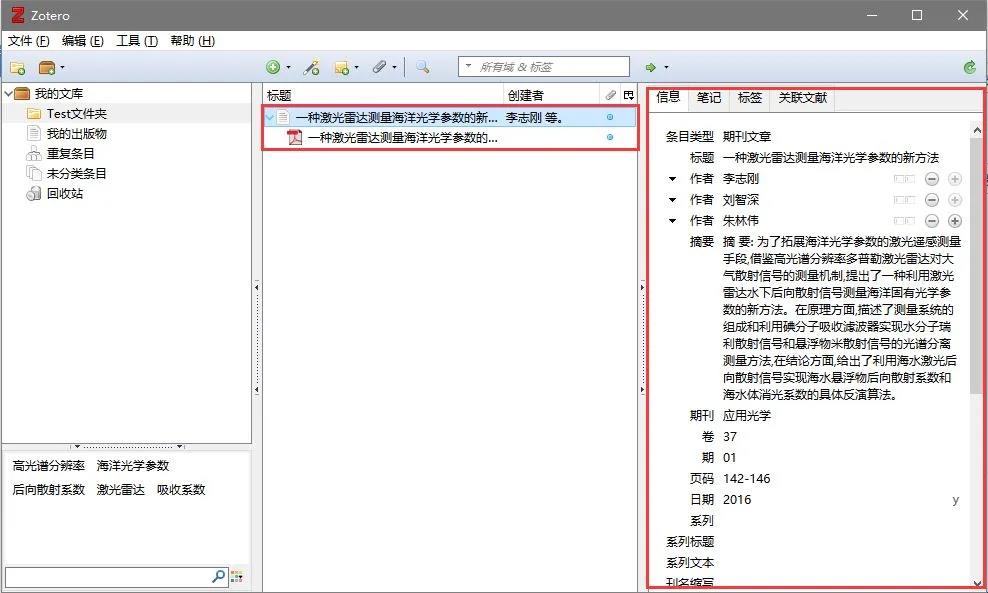 Zotero
文件 (F) 编辑 (E) 工具 (T) 帮助 (H)
所有域 & 标签
我的文库
Test文件夹
我的出版物
重复条目
未分类条目
回收站
高光谱分辨率 海洋光学参数
后向散射系数 激光雷达 吸收系数
标题 创建者
一种激光雷达测量海洋光学参数的新... 李志刚 等。
一种激光雷达测量海洋光学参数的...
信息 笔记 标签 关联文献
条目类型 期刊文章
标题 一种激光雷达测量海洋光学参数的新方法
作者 李志刚
作者 刘智深
作者 朱林伟
摘要 摘 要: 为了拓展海洋光学参数的激光遥感测量
手段,借鉴高光谱分辨率多普勒激光雷达对大
气散射信号的测量机制,提出了一种利用激光
雷达水下后向散射信号测量海洋固有光学参
数的新方法。在原理方面,描述了测量系统的
组成和利用碘分子吸收滤波器实现水分子瑞
利散射信号和悬浮物米散射信号的光谱分离
测量方法,在结论方面,给出了利用海水激光后
向散射信号实现海水悬浮物后向散射系数和
海水体消光系数的具体反演算法。
期刊 应用光学
卷 37
期 01
页码 142-146
日期 2016 y
系列
系列标题
系列文本
刊名缩写